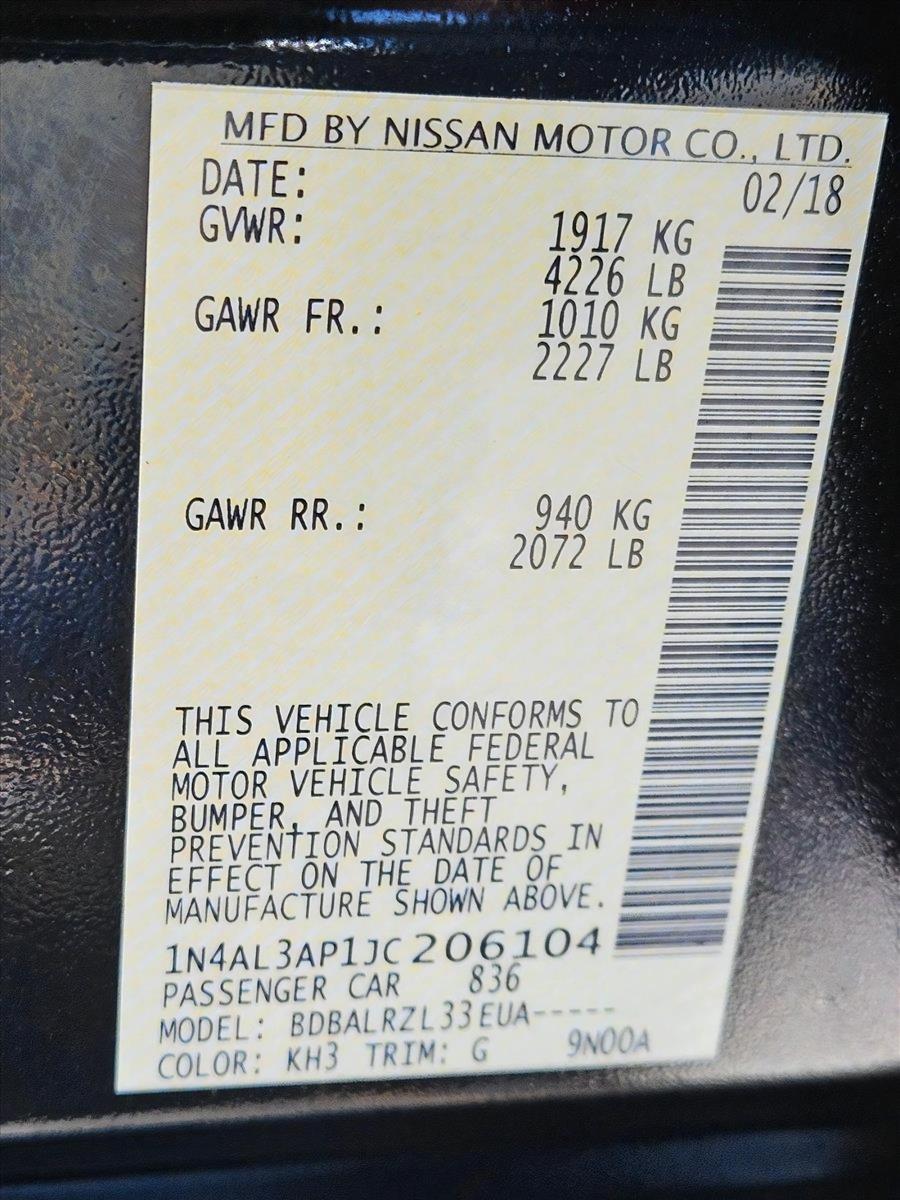 MFD BY NISSAN MOTOR CO., LTD.
DATE: 02/18
GVWR: 1917 KG
4226 LB
GAWR FR.: 1010 KG
2227 LB
GAWR RR.: 940 KG
2072 LB
THIS VEHICLE CONFORMS TO
ALL APPLICABLE FEDERAL
MOTOR VEHICLE SAFETY,
BUMPER, AND THEFT
PREVENTION STANDARDS IN
EFFECT ON THE DATE OF
MANUFACTURE SHOWN ABOVE.
1N4AL3AP1JC206104
PASSENGER CAR 836
MODEL: BDBALRZL33EUA-----
COLOR: KH3 TRIM: G 9N00A